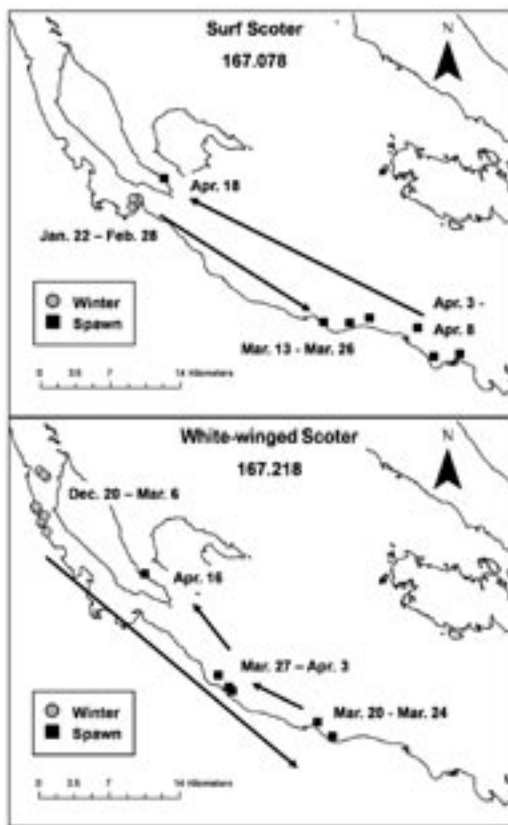 Surf Scoter
167.078
N
Apr. 18
Jan. 22 – Feb. 28
Winter
Spawn
Apr. 3 -
Apr. 8
Mar. 13 - Mar. 26
0 3.5 7 14 Kilometers
White-winged Scoter
167.218
N
Dec. 20 – Mar. 6
Apr. 16
Mar. 27 – Apr. 3
Winter
Spawn
Mar. 20 - Mar. 24
0 3.5 7 14 Kilometers